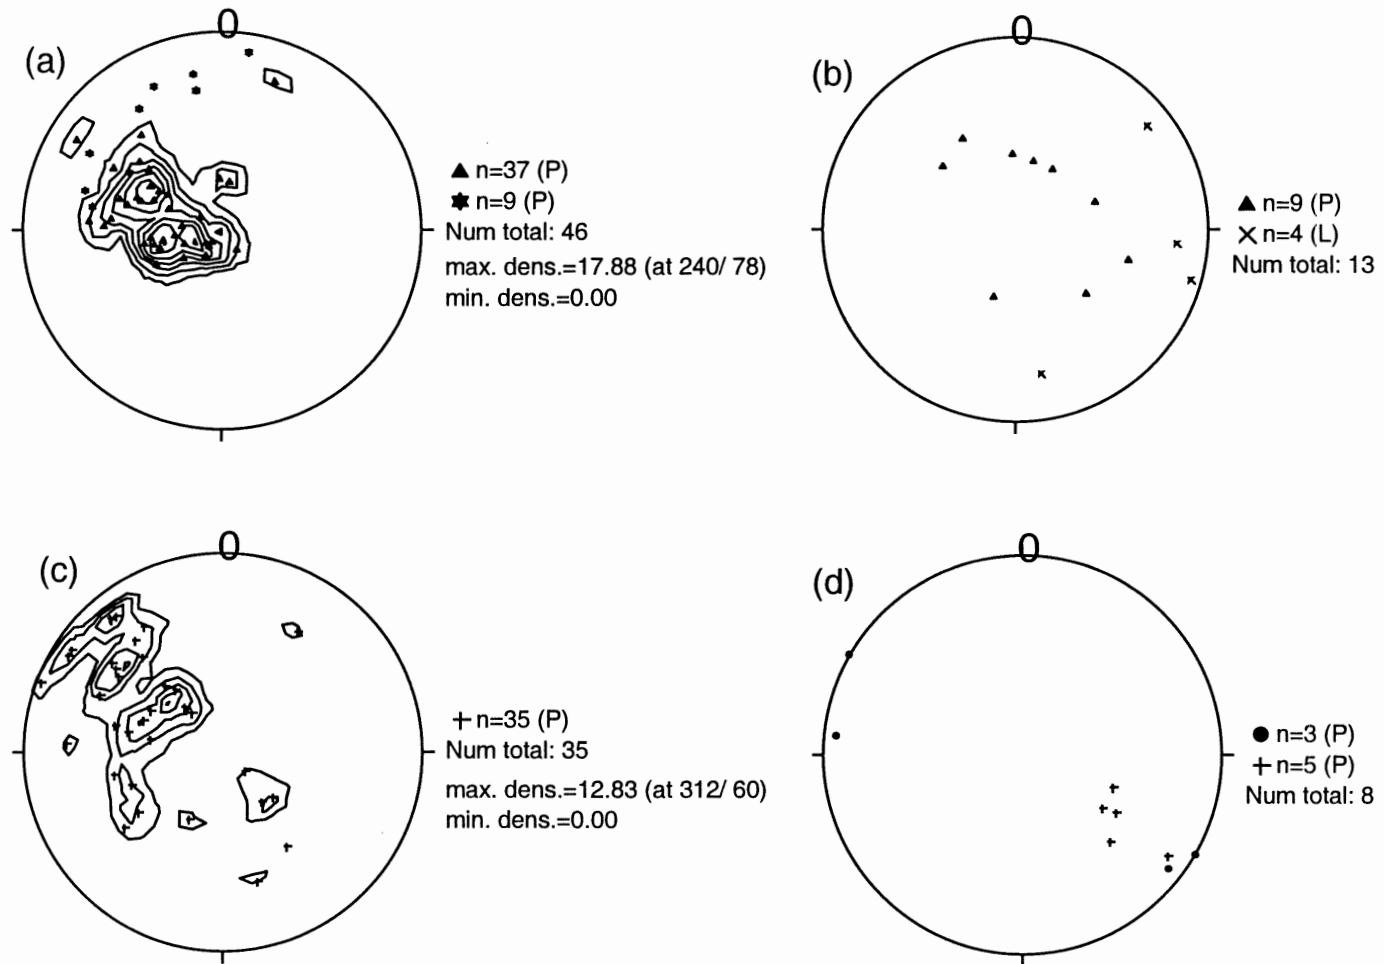 0
(a)
▲ n=37 (P)
✶ n=9 (P)
Num total: 46
max. dens.=17.88 (at 240/ 78)
min. dens.=0.00
0
(b)
▲ n=9 (P)
× n=4 (L)
Num total: 13
0
(c)
+ n=35 (P)
Num total: 35
max. dens.=12.83 (at 312/ 60)
min. dens.=0.00
0
(d)
● n=3 (P)
+ n=5 (P)
Num total: 8